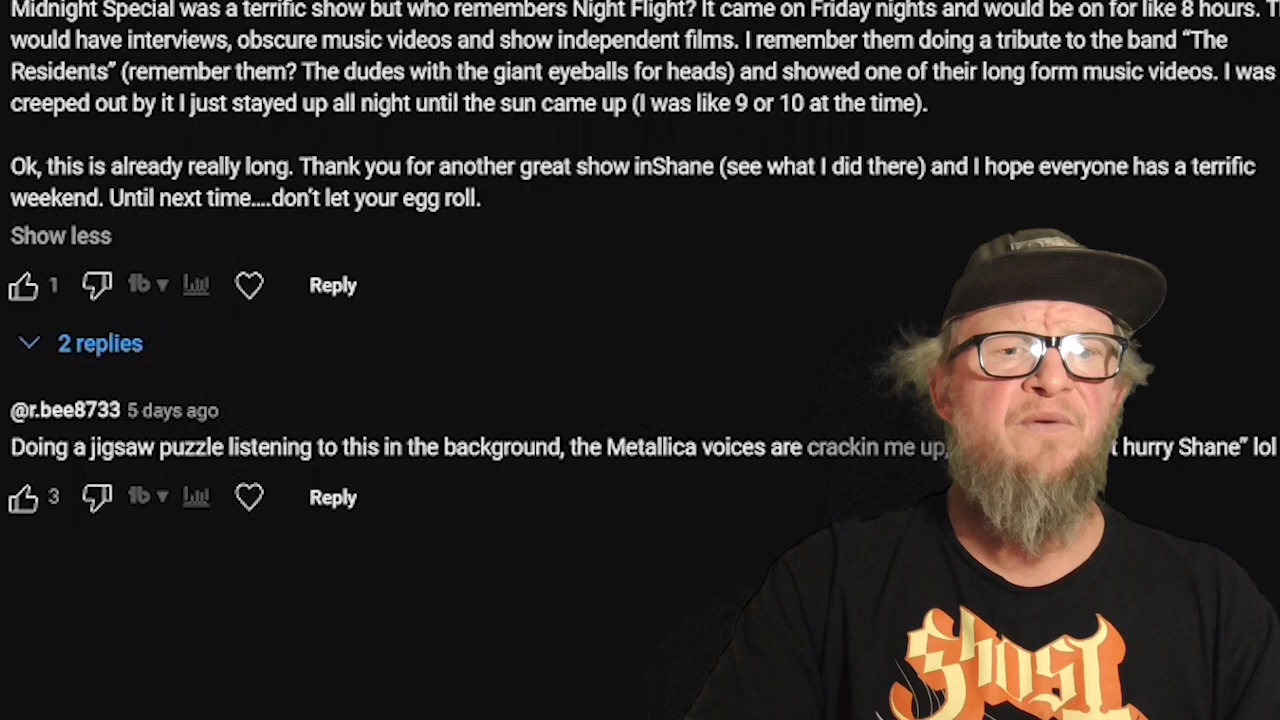 Midnight Special was a terrific show but who remembers Night Flight? It came on Friday nights and would be on for like 8 hours.
would have interviews, obscure music videos and show independent films. I remember them doing a tribute to the band “The
Residents” (remember them? The dudes with the giant eyeballs for heads) and showed one of their long form music videos. I was
creeped out by it I just stayed up all night until the sun came up (I was like 9 or 10 at the time).
Ok, this is already really long. Thank you for another great show inShane (see what I did there) and I hope everyone has a terrific
weekend. Until next time....don’t let your egg roll.
Show less
1 tb Reply
2 replies
@r.bee8733 5 days ago
Doing a jigsaw puzzle listening to this in the background, the Metallica voices are crackin me up, hurry Shane” lol
3 tb Reply
Ghost